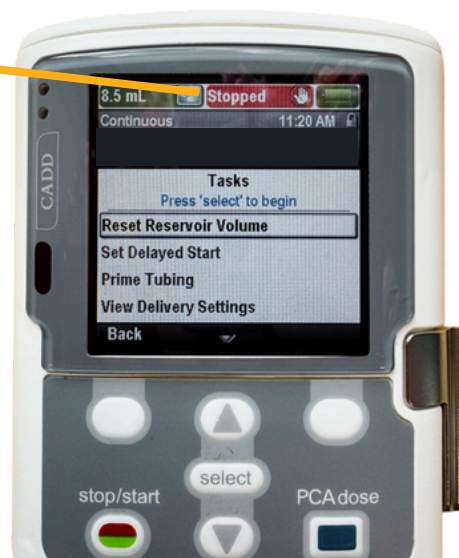 8.5 mL Stopped
Continuous 11:20 AM
CADD
Tasks
Press 'select' to begin
Reset Reservoir Volume
Set Delayed Start
Prime Tubing
View Delivery Settings
Back
select
stop/start PCA dose